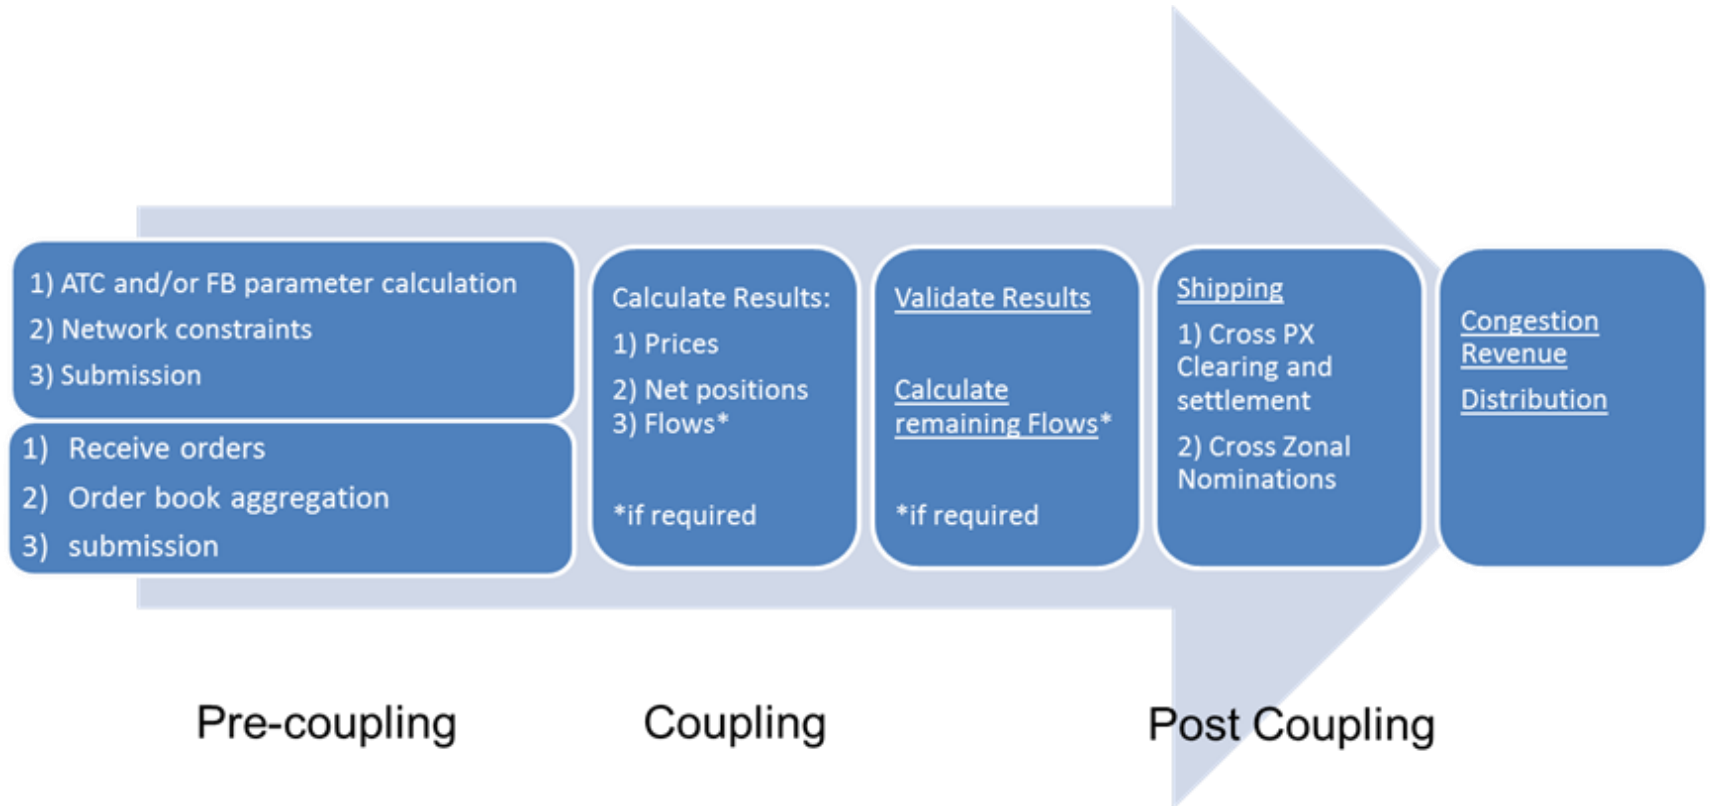 1) ATC and/or FB parameter calculation
2) Network constraints
3) Submission
1) Receive orders
2) Order book aggregation
3) submission
Calculate Results:
1) Prices
2) Net positions
3) Flows*
*if required
Validate Results
Calculate
remaining Flows*
*if required
Shipping
1) Cross PX
Clearing and
settlement
2) Cross Zonal
Nominations
Congestion
Revenue
Distribution
Pre-coupling
Coupling
Post Coupling